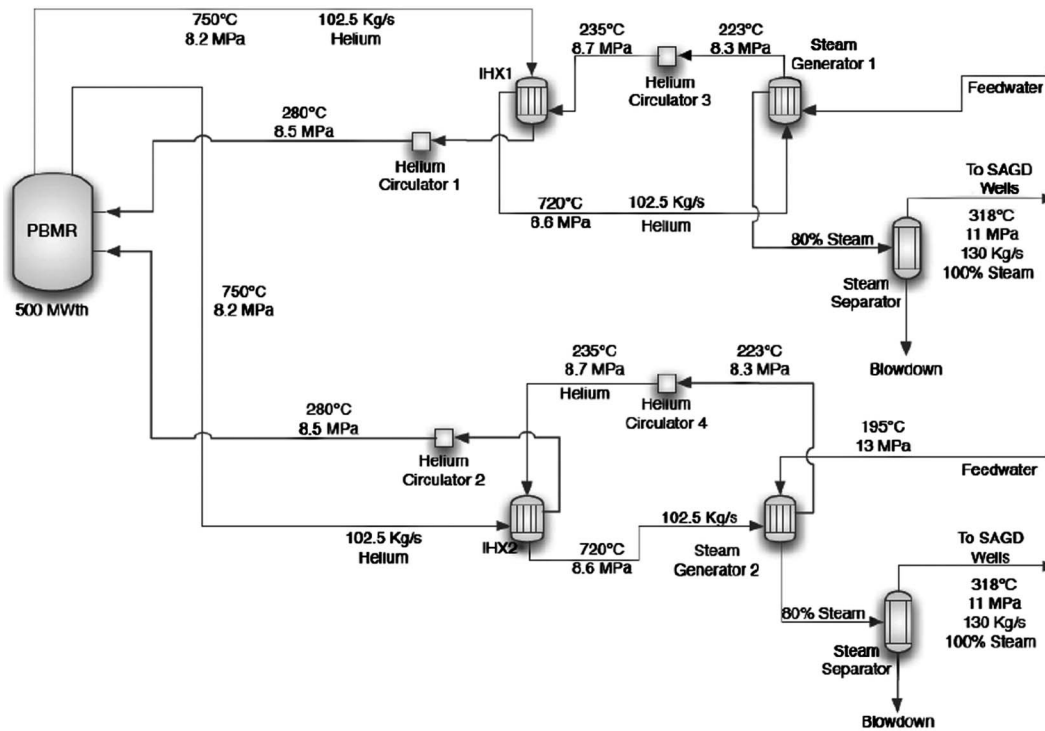 750°C
8.2 MPa
102.5 Kg/s
Helium
IHX1
235°C
8.7 MPa
Helium
Circulator 3
223°C
8.3 MPa
Steam
Generator 1
Feedwater
280°C
8.5 MPa
Helium
Circulator 1
720°C
8.6 MPa
102.5 Kg/s
Helium
To SAGD
Wells
318°C
11 MPa
130 Kg/s
100% Steam
80% Steam
Steam
Separator
Blowdown
PBMR
500 MWth
750°C
8.2 MPa
235°C
8.7 MPa
Helium
223°C
8.3 MPa
Helium
Circulator 4
280°C
8.5 MPa
Helium
Circulator 2
195°C
13 MPa
Feedwater
102.5 Kg/s
Helium
IHX2
720°C
8.6 MPa
102.5 Kg/s
Steam
Generator 2
To SAGD
Wells
318°C
11 MPa
130 Kg/s
100% Steam
80% Steam
Steam
Separator
Blowdown